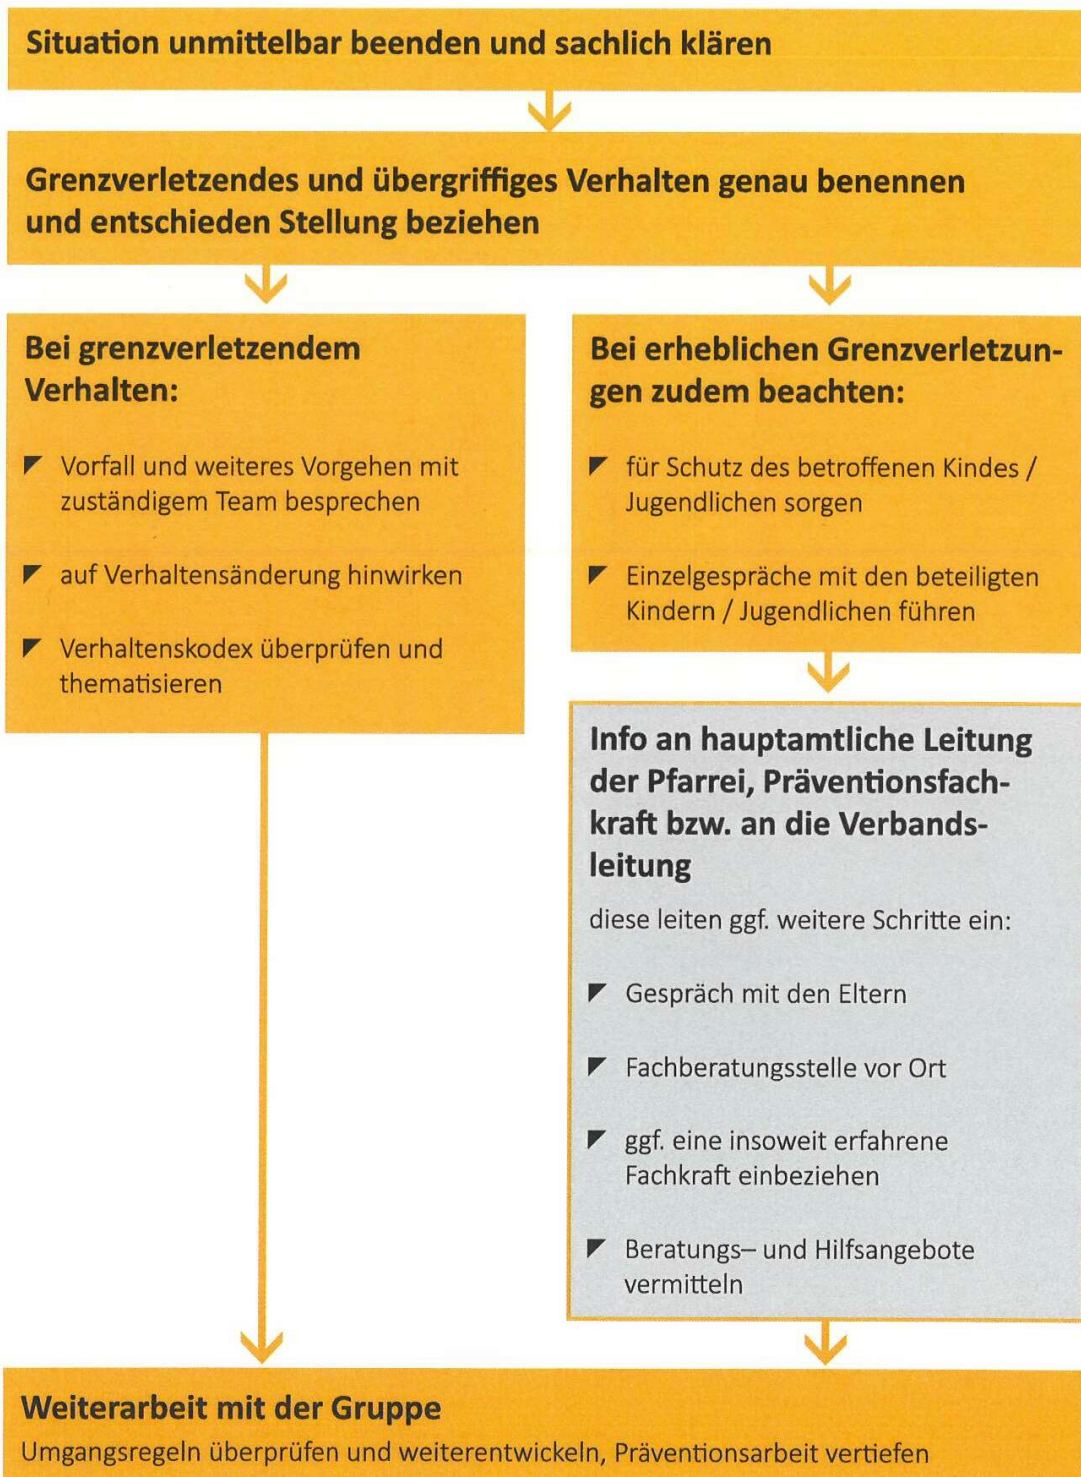 Situation unmittelbar beenden und sachlich klären
Grenzverletzendes und übergriffiges Verhalten genau benennen
und entschieden Stellung beziehen
Bei grenzverletzendem
Verhalten:
Vorfall und weiteres Vorgehen mit
zuständigem Team besprechen
auf Verhaltensänderung hinwirken
Verhaltenskodex überprüfen und
thematisieren
Bei erheblichen Grenzverletzun-
gen zudem beachten:
für Schutz des betroffenen Kindes /
Jugendlichen sorgen
Einzelgespräche mit den beteiligten
Kindern / Jugendlichen führen
Info an hauptamtliche Leitung
der Pfarrei, Präventionsfach-
kraft bzw. an die Verbands-
leitung
diese leiten ggf. weitere Schritte ein:
Gespräch mit den Eltern
Fachberatungsstelle vor Ort
ggf. eine insoweit erfahrene
Fachkraft einbeziehen
Beratungs– und Hilfsangebote
vermitteln
Weiterarbeit mit der Gruppe
Umgangsregeln überprüfen und weiterentwickeln, Präventionsarbeit vertiefen